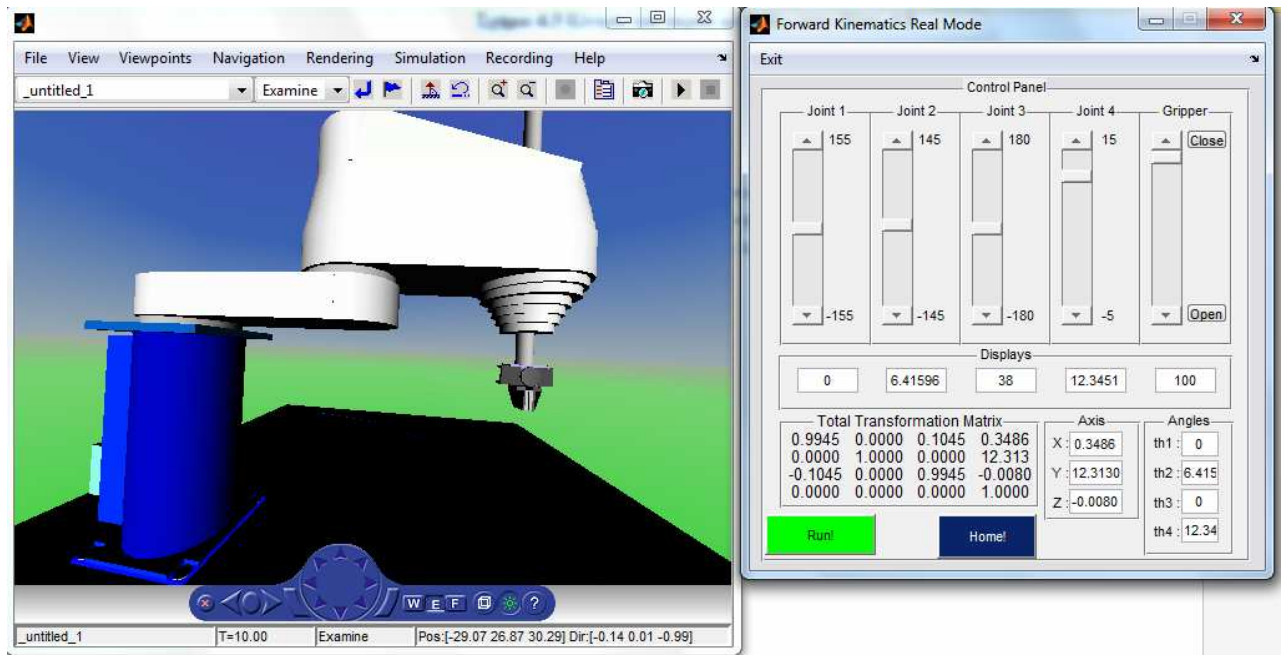 File View Viewpoints Navigation Rendering Simulation Recording Help
_untitled_1 Examine
_untitled_1 T=10.00 Examine Pos:[-29.07 26.87 30.29] Dir:[-0.14 0.01 -0.99]
W E F ?
Forward Kinematics Real Mode
Exit
Control Panel
Joint 1 Joint 2 Joint 3 Joint 4 Gripper
155 145 180 15 Close
-155 -145 -180 -5 Open
Displays
0 6.41596 38 12.3451 100
Total Transformation Matrix
0.9945 0.0000 0.1045 0.3486
0.0000 1.0000 0.0000 12.313
-0.1045 0.0000 0.9945 -0.0080
0.0000 0.0000 0.0000 1.0000
Axis
X : 0.3486
Y : 12.3130
Z : -0.0080
Angles
th1 : 0
th2 : 6.415
th3 : 0
th4 : 12.34
Run!
Home!